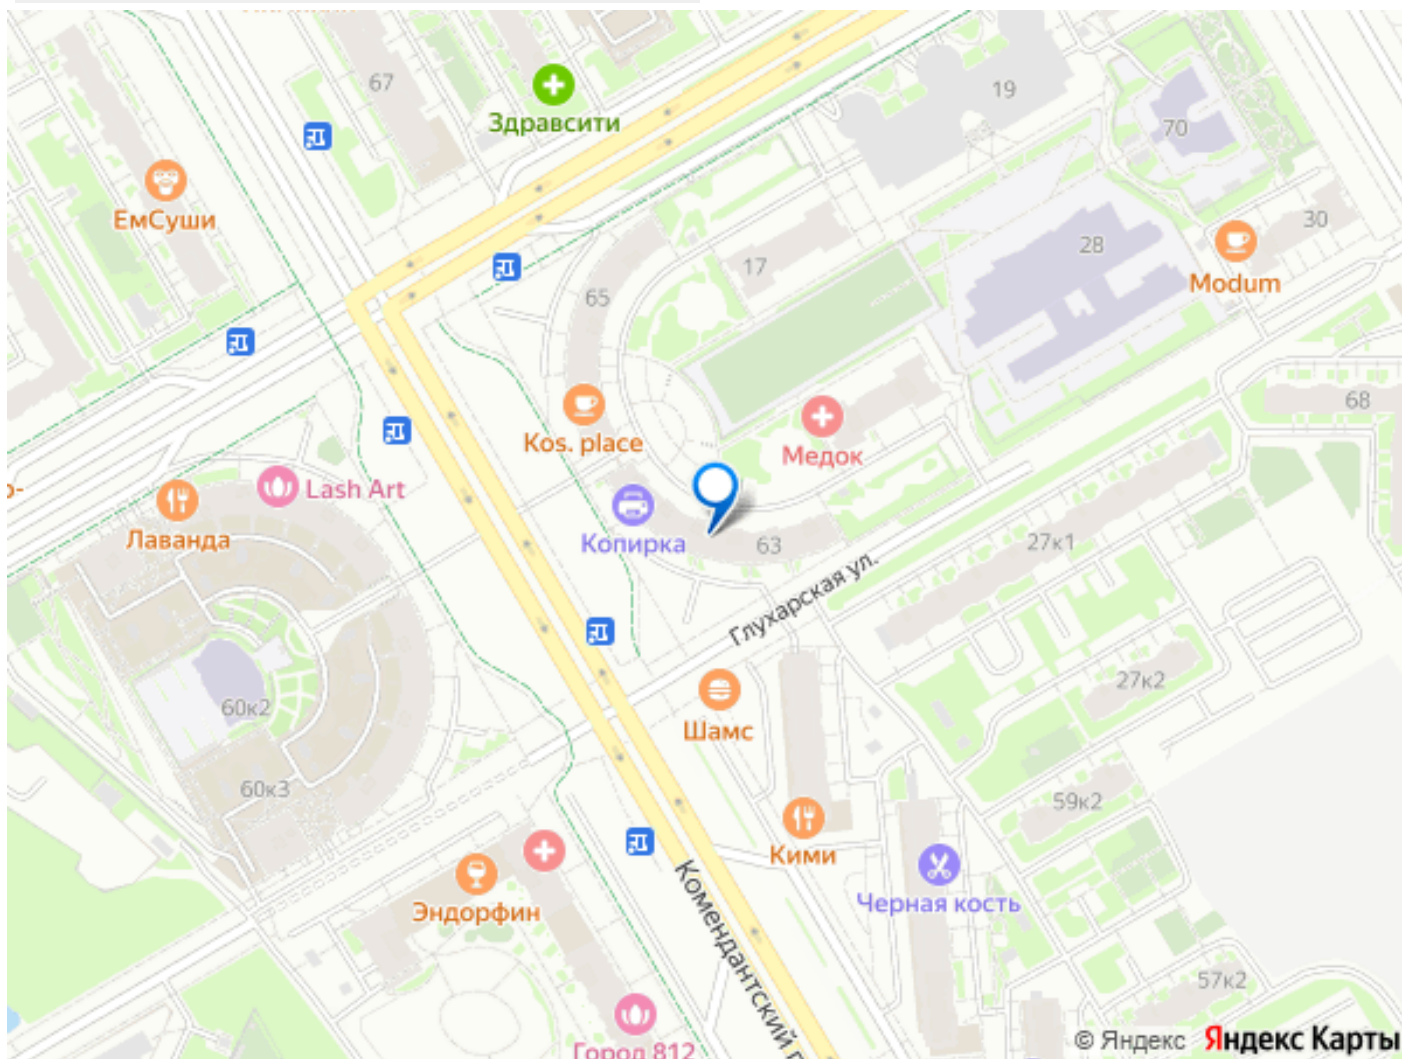 67
Здравсити
19
70
ЕмСуши
30
28
17
Modum
65
68
Kos. place
Медок
Lash Art
Лаванда
Копирка
63
27к1
Глухарская ул.
27к2
60к2
Шамс
60к3
59к2
Кими
Эндорфин
Черная кость
Комендантский п
57к2
Город 812
© Яндекс Яндекс Карты